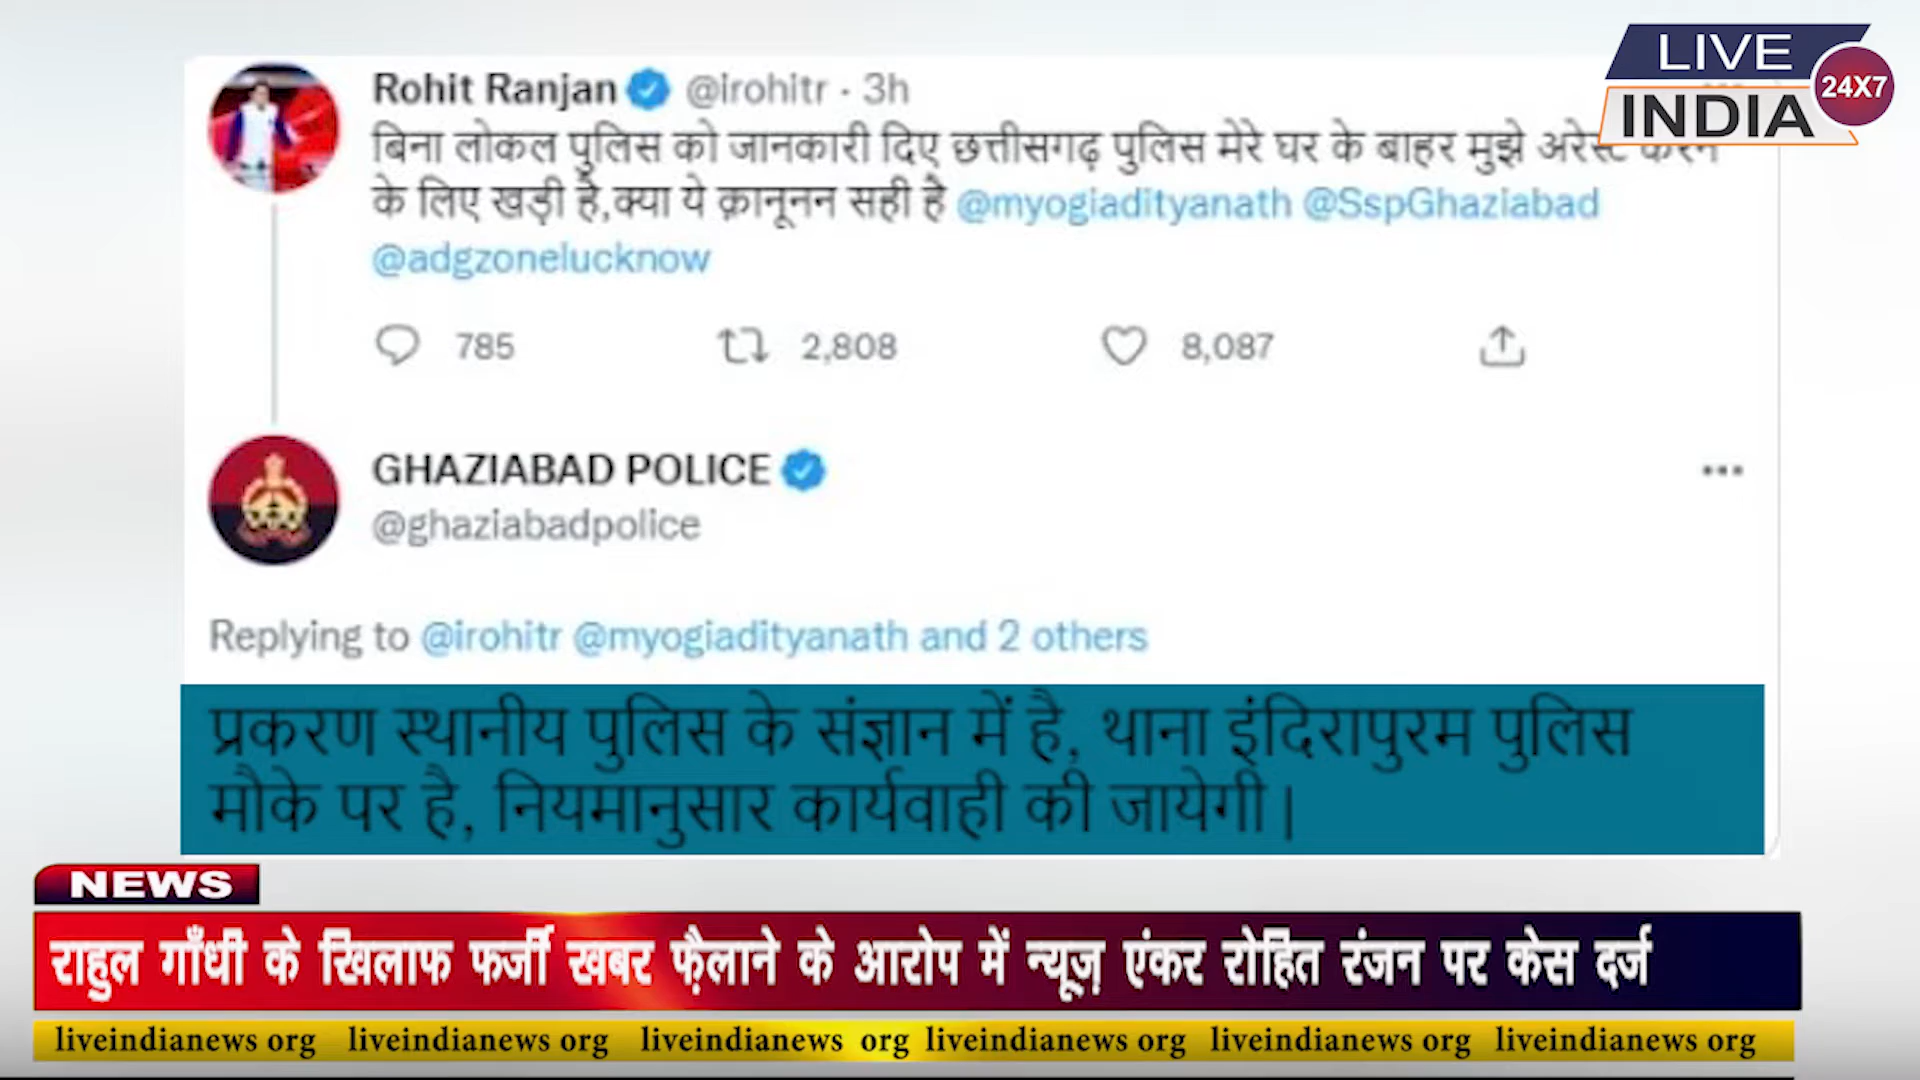 LIVE
INDIA
24X7
Rohit Ranjan @irohitr · 3h
बिना लोकल पुलिस को जानकारी दिए छत्तीसगढ़ पुलिस मेरे घर के बाहर मुझे अरेस्ट करने
के लिए खड़ी है,क्या ये क़ानूनन सही है @myogiadityanath @SspGhaziabad
@adgzonelucknow
785 2,808 8,087
GHAZIABAD POLICE
@ghaziabadpolice
Replying to @irohitr @myogiadityanath and 2 others
प्रकरण स्थानीय पुलिस के संज्ञान में है, थाना इंदिरापुरम पुलिस
मौके पर है, नियमानुसार कार्यवाही की जायेगी|
NEWS
राहुल गाँधी के खिलाफ फर्जी खबर फ़ैलाने के आरोप में न्यूज़ एंकर रोहित रंजन पर केस दर्ज
liveindianews org liveindianews org liveindianews org liveindianews org liveindianews org liveindianews org